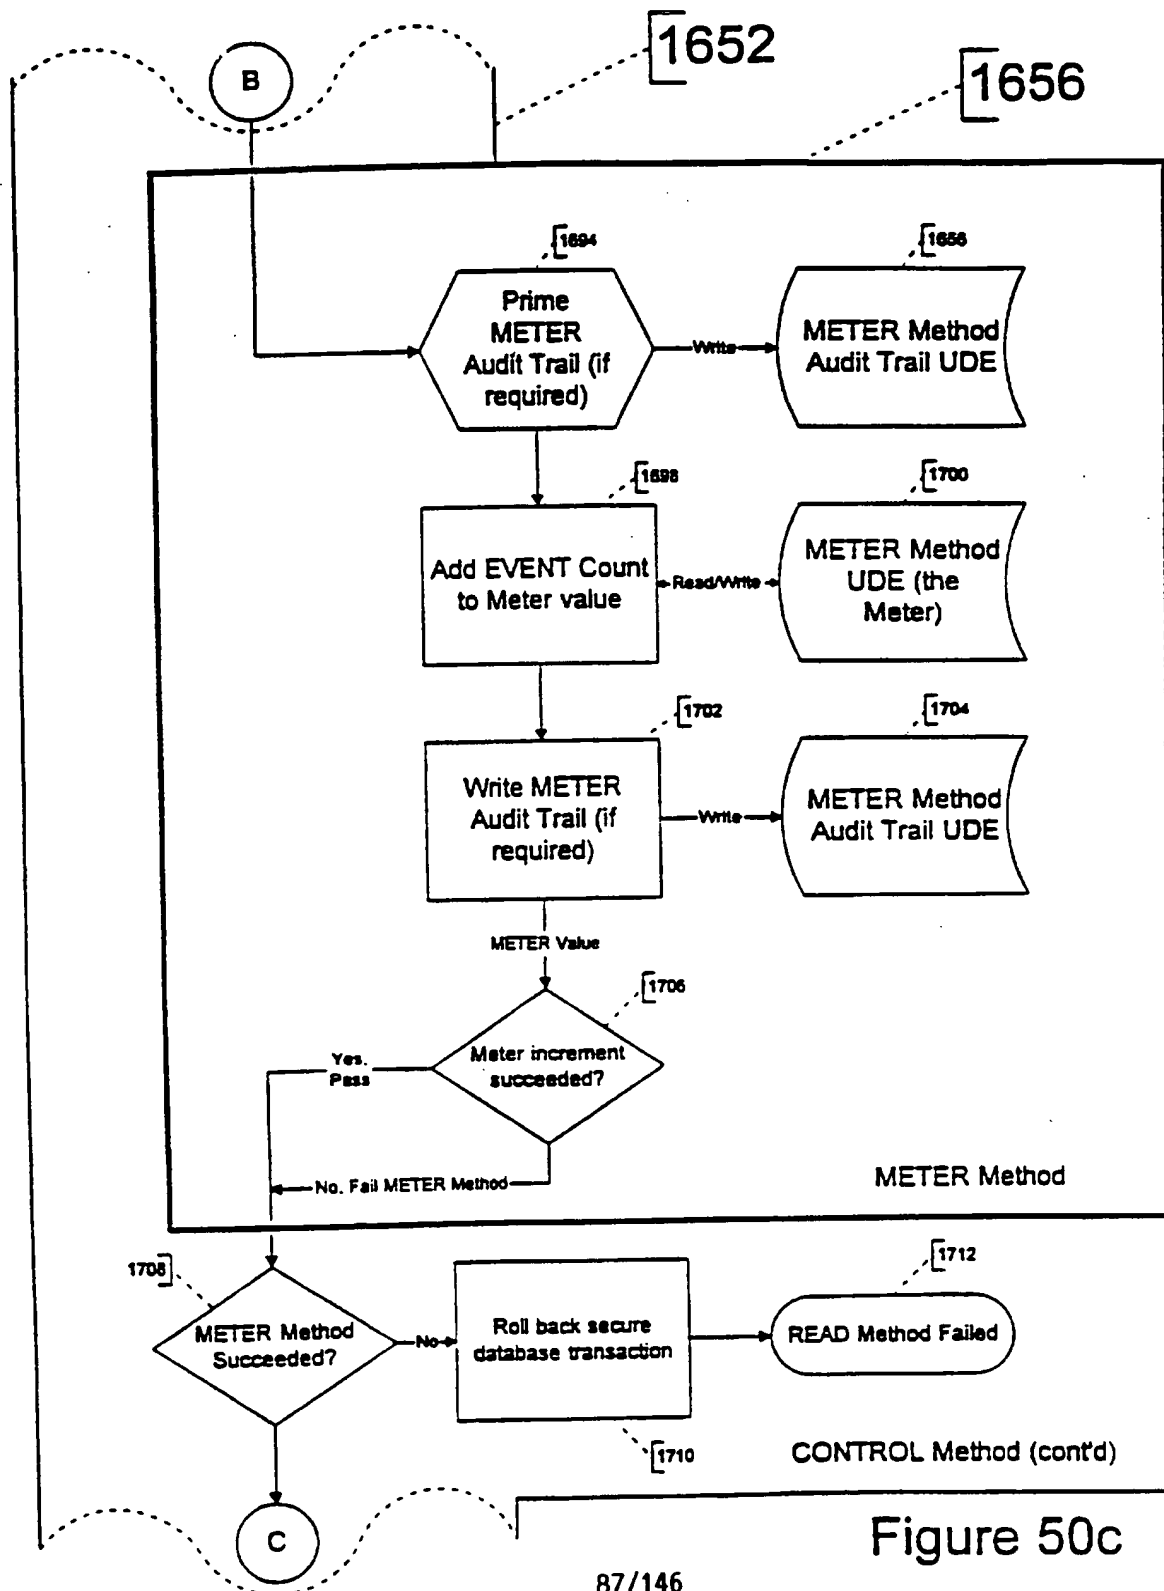 1652
B
1656
1694
1656
Prime
METER
Audit Trail (if
required)
Write
METER Method
Audit Trail UDE
1698
1700
Add EVENT Count
to Meter value
Read/Write
METER Method
UDE (the
Meter)
1702
1704
Write METER
Audit Trail (if
required)
Write
METER Method
Audit Trail UDE
METER Value
1706
Meter increment
succeeded?
Yes.
Pass
No. Fail METER Method
METER Method
1708
1712
METER Method
Succeeded?
No
Roll back secure
database transaction
READ Method Failed
1710
CONTROL Method (cont'd)
C
Figure 50c
87/146